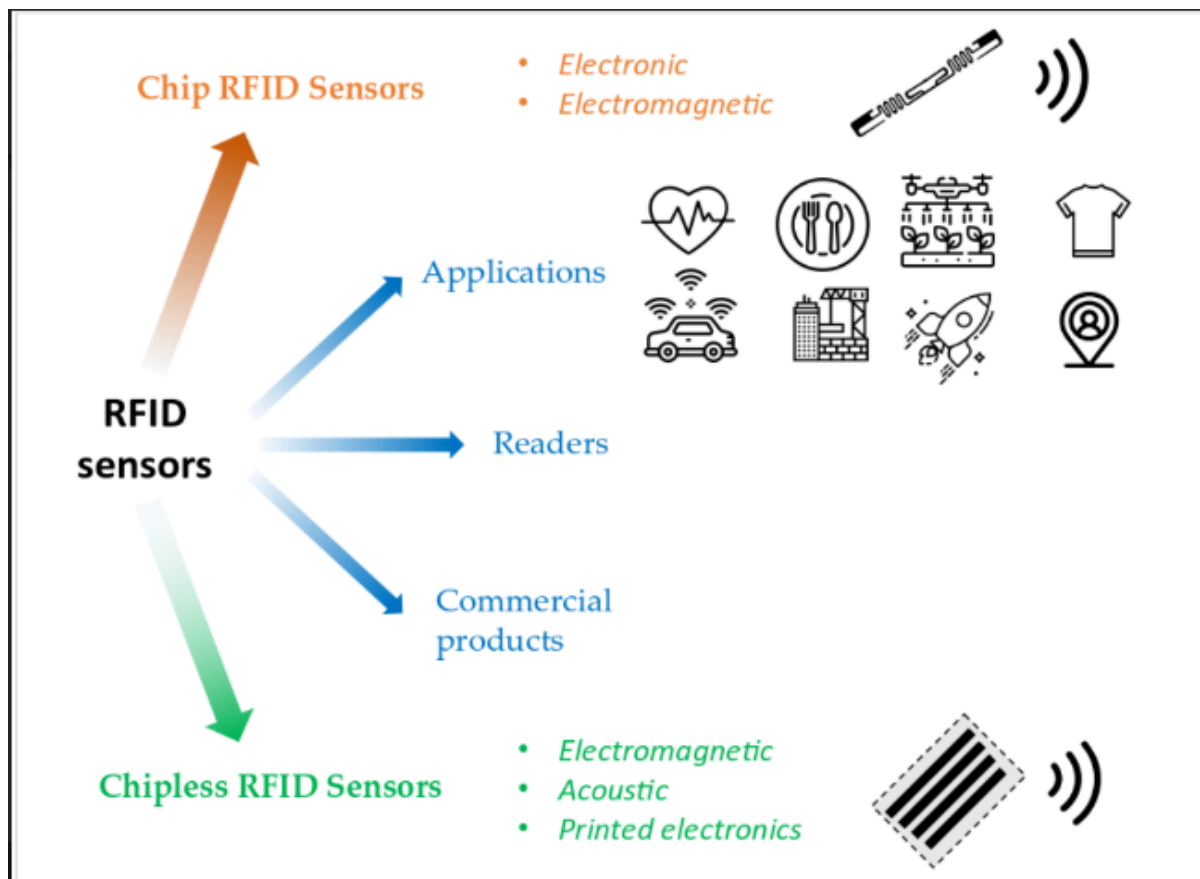 Chip RFID Sensors
• Electronic
• Electromagnetic
Applications
RFID
sensors
Readers
Commercial
products
Chipless RFID Sensors
• Electromagnetic
• Acoustic
• Printed electronics